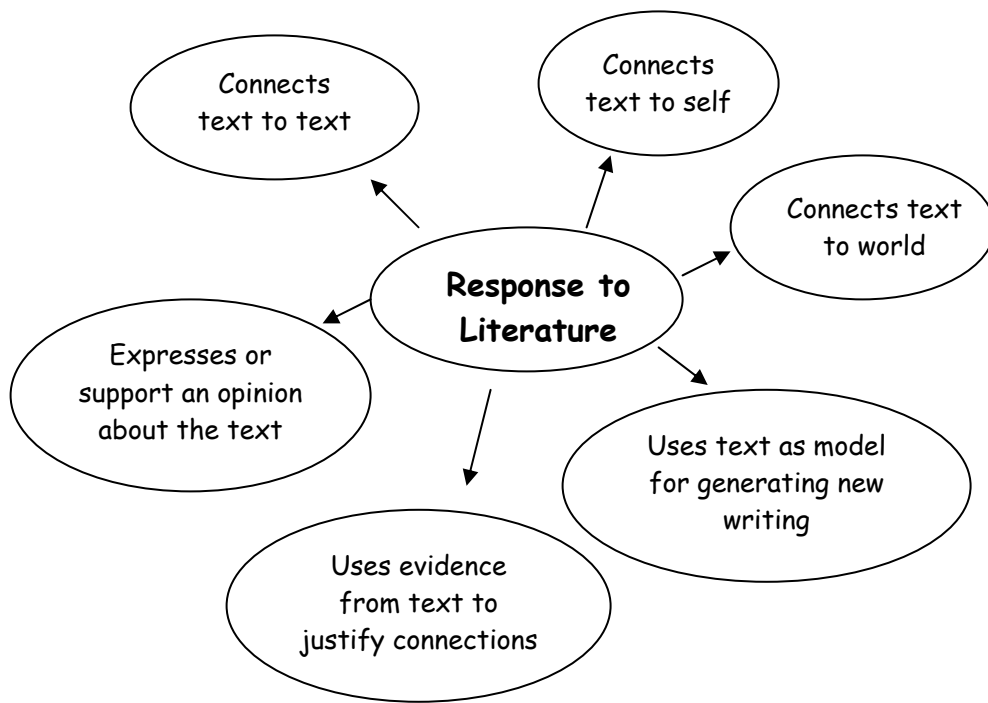 Connects
text to text
Connects
text to self
Connects text
to world
Response to
Literature
Expresses or
support an opinion
about the text
Uses text as model
for generating new
writing
Uses evidence
from text to
justify connections